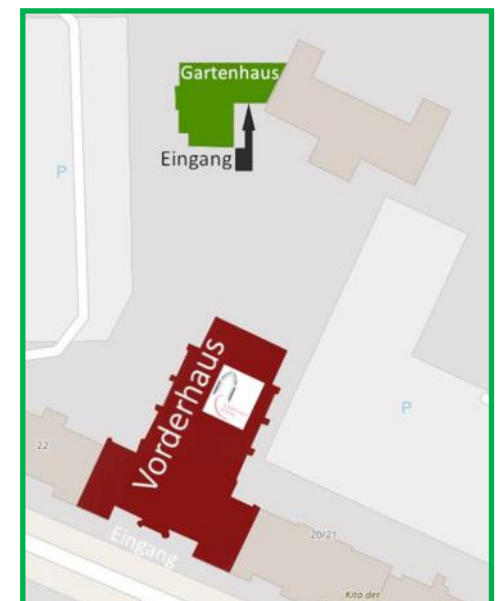 Gartenhaus
Eingang
P
P
Vorderhaus
22
Eingang
20/21
Kita der